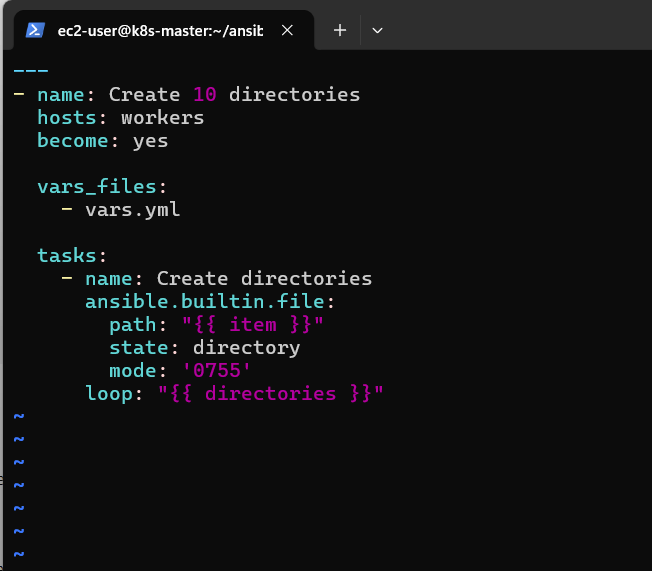 ec2-user@k8s-master:~/ansib
---
- name: Create 10 directories
  hosts: workers
  become: yes

  vars_files:
    - vars.yml

  tasks:
    - name: Create directories
      ansible.builtin.file:
        path: "{{ item }}"
        state: directory
        mode: '0755'
      loop: "{{ directories }}"
~
~
~
~
~
~
~